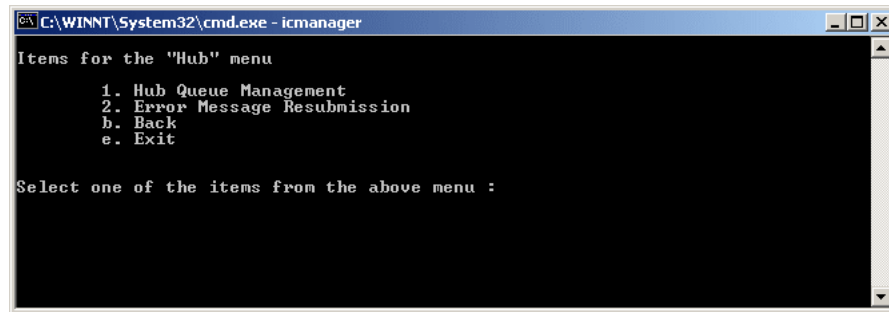 C:\WINNT\System32\cmd.exe - icmanager
Items for the "Hub" menu
1. Hub Queue Management
2. Error Message Resubmission
b. Back
e. Exit
Select one of the items from the above menu :